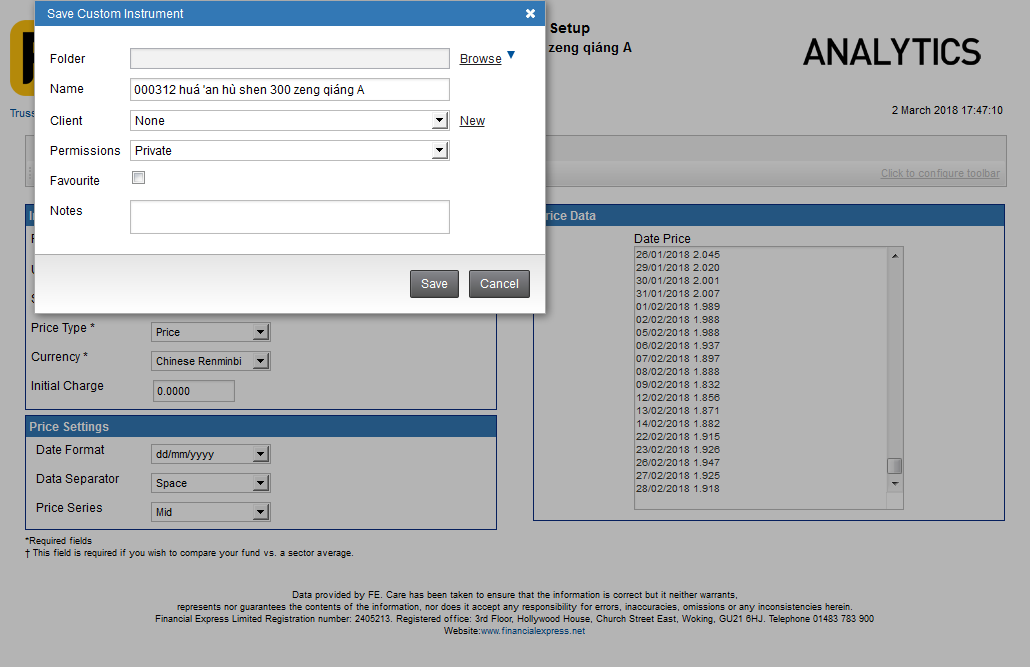 Save Custom Instrument
Setup
zeng qiáng A
ANALYTICS
Folder
Browse
Name
000312 huá 'an hù shen 300 zeng qiáng A
2 March 2018 17:47:10
Client
None
New
Permissions
Private
Favourite
Click to configure toolbar
Notes
rice Data
Date Price
26/01/2018 2.045
29/01/2018 2.020
30/01/2018 2.001
31/01/2018 2.007
01/02/2018 1.989
02/02/2018 1.988
05/02/2018 1.988
06/02/2018 1.937
07/02/2018 1.897
08/02/2018 1.888
09/02/2018 1.832
12/02/2018 1.856
13/02/2018 1.871
14/02/2018 1.882
22/02/2018 1.915
23/02/2018 1.926
26/02/2018 1.947
27/02/2018 1.925
28/02/2018 1.918
Save
Cancel
Price Type *
Price
Currency *
Chinese Renminbi
Initial Charge
0.0000
Price Settings
Date Format
dd/mm/yyyy
Data Separator
Space
Price Series
Mid
*Required fields
† This field is required if you wish to compare your fund vs. a sector average.
Data provided by FE. Care has been taken to ensure that the information is correct but it neither warrants,
represents nor guarantees the contents of the information, nor does it accept any responsibility for errors, inaccuracies, omissions or any inconsistencies herein.
Financial Express Limited Registration number: 2405213. Registered office: 3rd Floor, Hollywood House, Church Street East, Woking, GU21 6HJ. Telephone 01483 783 900
Website:www.financialexpress.net